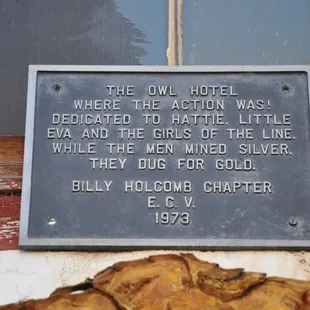 THE OWL HOTEL
WHERE THE ACTION WAS!
DEDICATED TO HATTIE, LITTLE
EVA AND THE GIRLS OF THE LINE.
WHILE THE MEN MINED SILVER,
THEY DUG FOR GOLD.
BILLY HOLCOMB CHAPTER
E. C. V.
1973